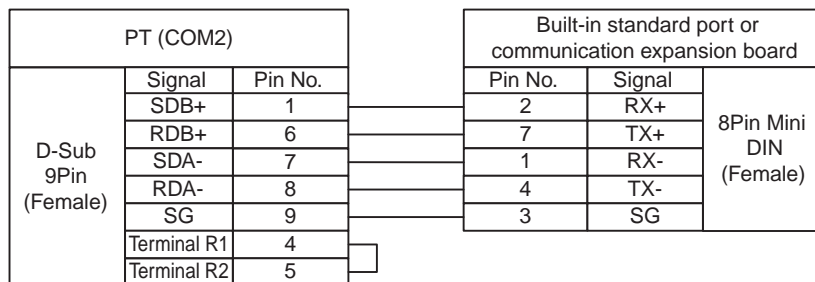 PT (COM2)
Built-in standard port or
communication expansion board
D-Sub
9Pin
(Female)
Signal Pin No.
SDB+ 1
RDB+ 6
SDA- 7
RDA- 8
SG 9
Terminal R1 4
Terminal R2 5
Pin No. Signal
2 RX+
7 TX+
1 RX-
4 TX-
3 SG
8Pin Mini
DIN
(Female)